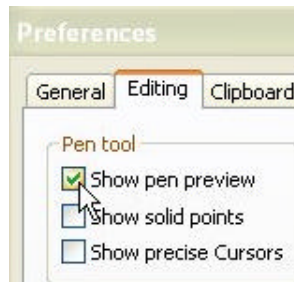 Preferences
General Editing Clipboard
Pen tool
Show pen preview
Show solid points
Show precise Cursors